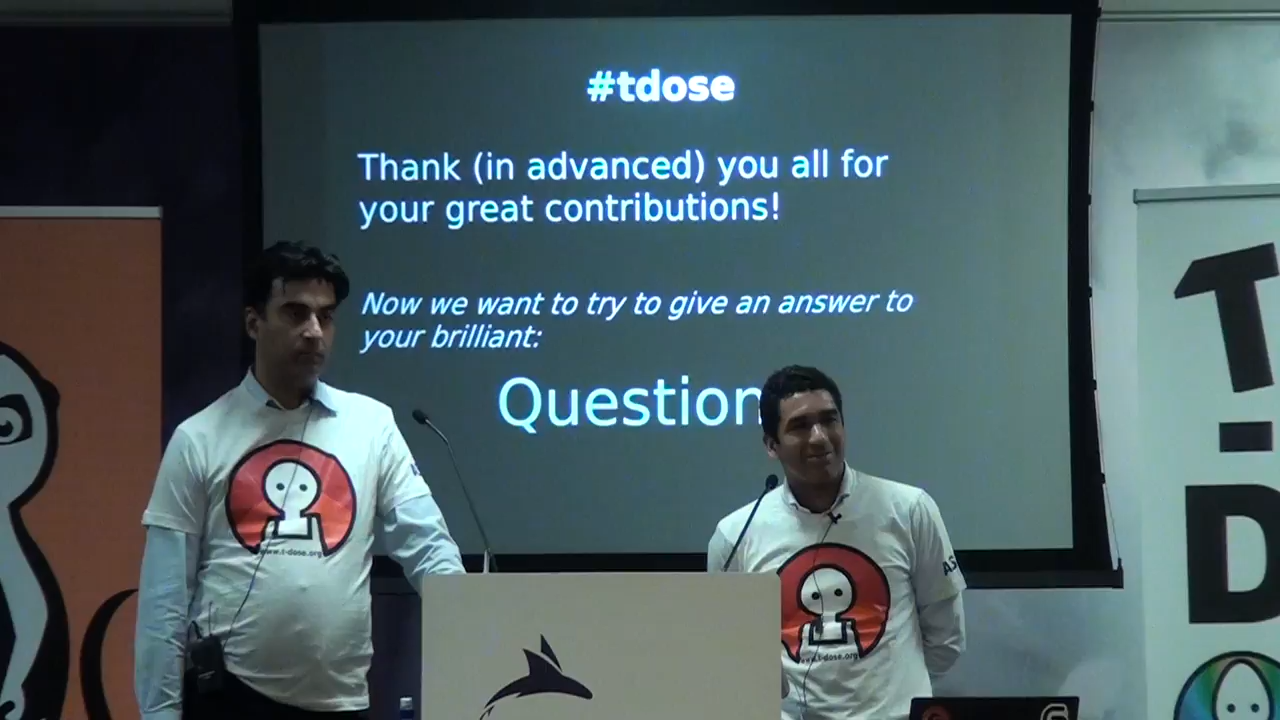 #tdose
Thank (in advanced) you all for
your great contributions!
Now we want to try to give an answer to
your brilliant:
Question
www.t-dose.org
www.t-dose.org
T-D